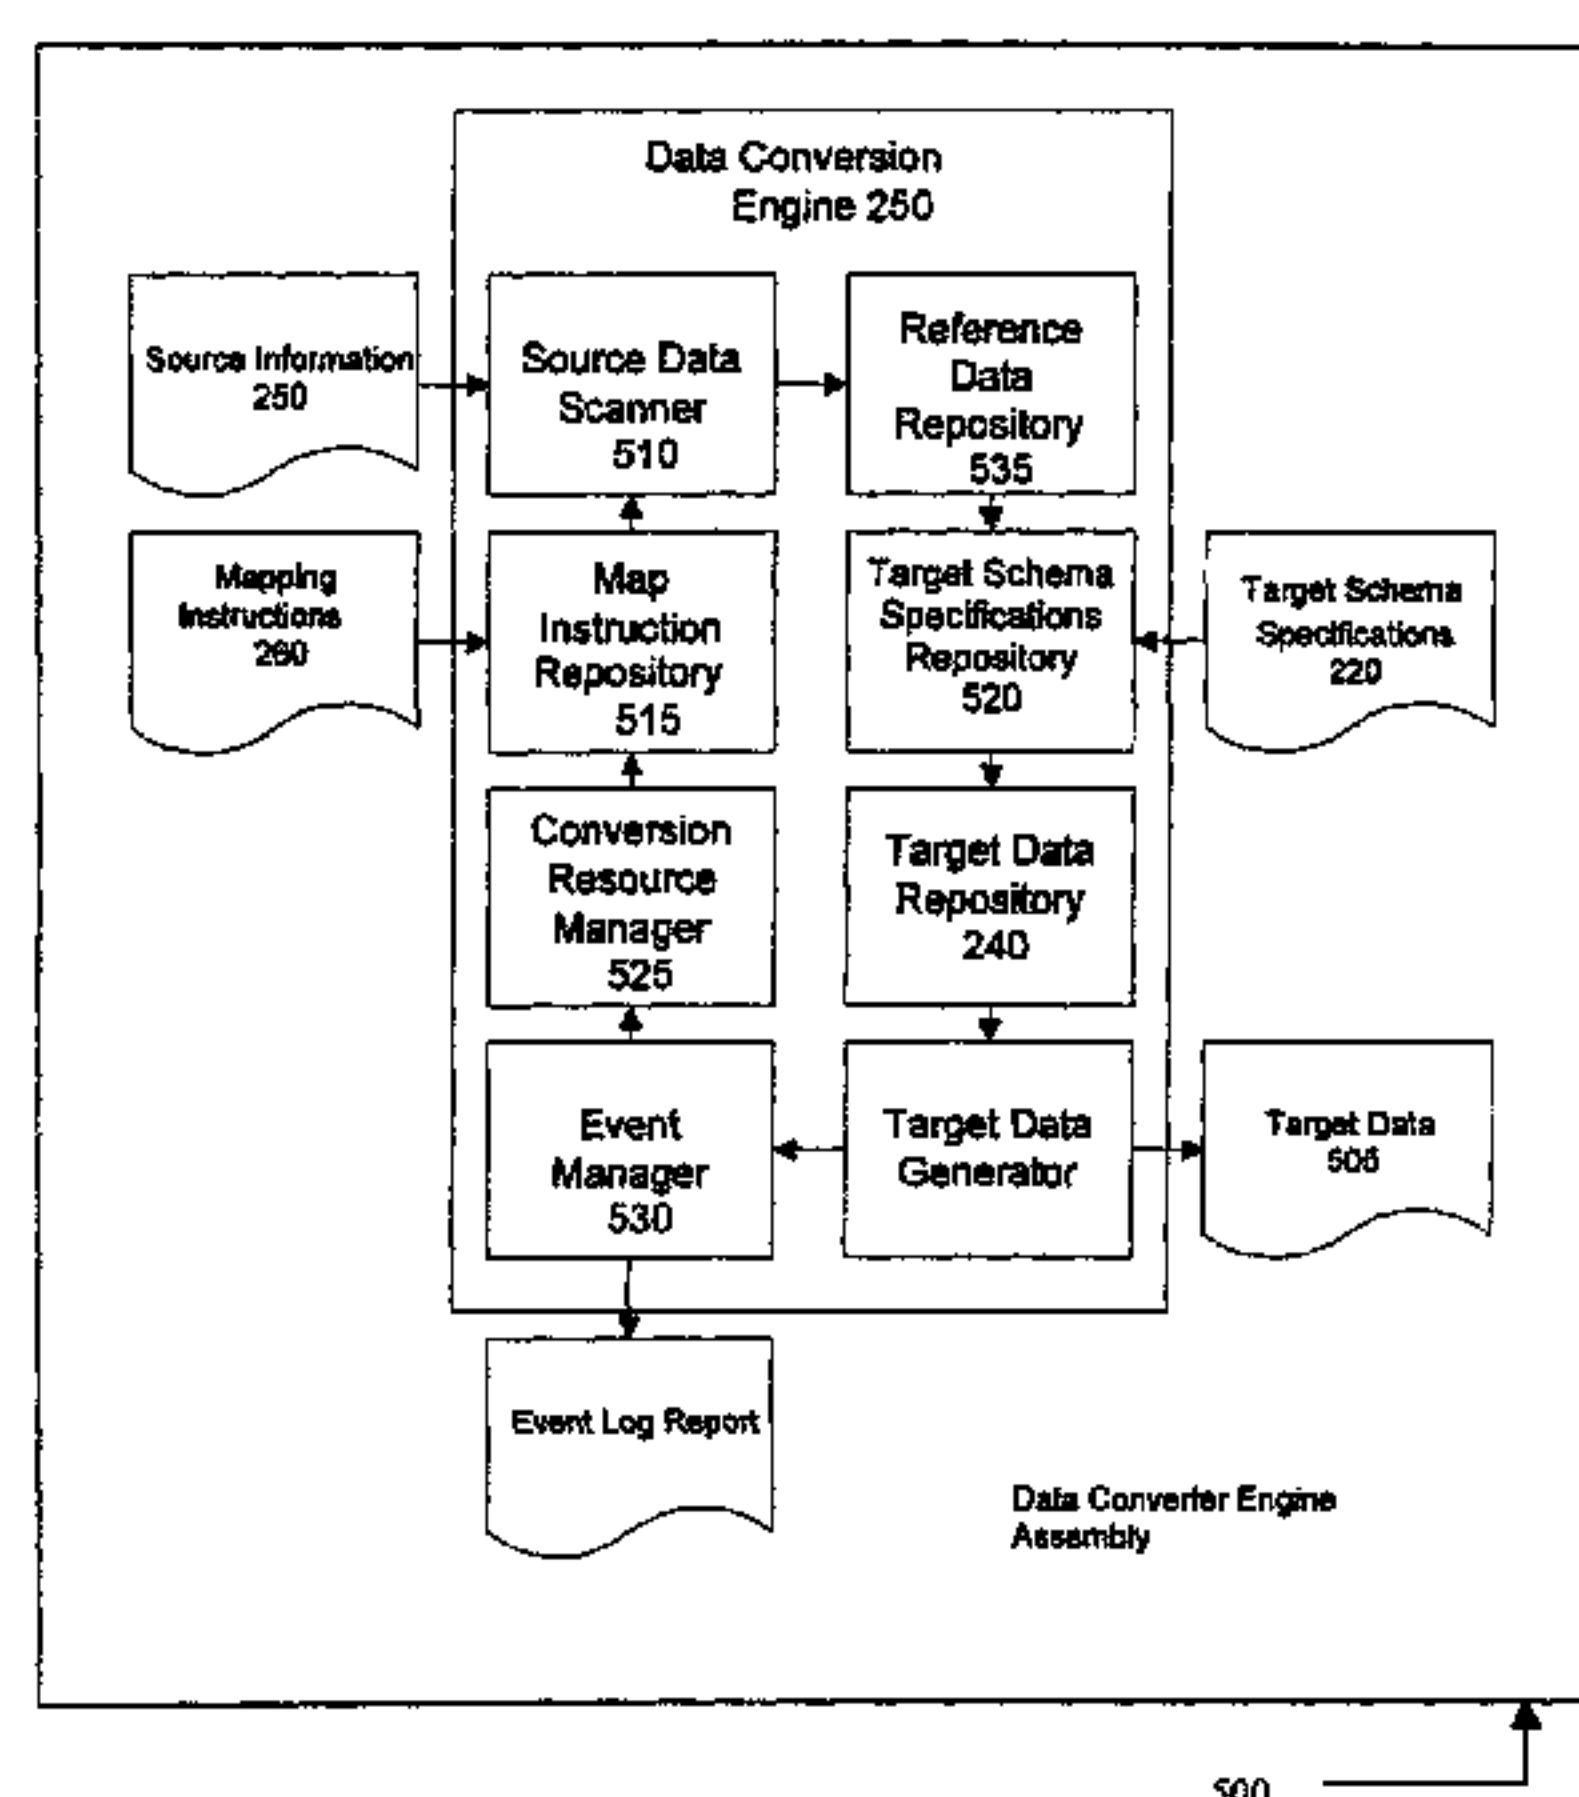 Data Conversion
Engine 250
Source Information
250
Source Data
Scanner
510
Reference
Data
Repository
535
Mapping
Instructions
260
Map
Instruction
Repository
515
Target Schema
Specifications
Repository
520
Target Schema
Specifications
220
Conversion
Resource
Manager
525
Target Data
Repository
240
Event
Manager
530
Target Data
Generator
Target Data
505
Event Log Report
Data Converter Engine
Assembly
500